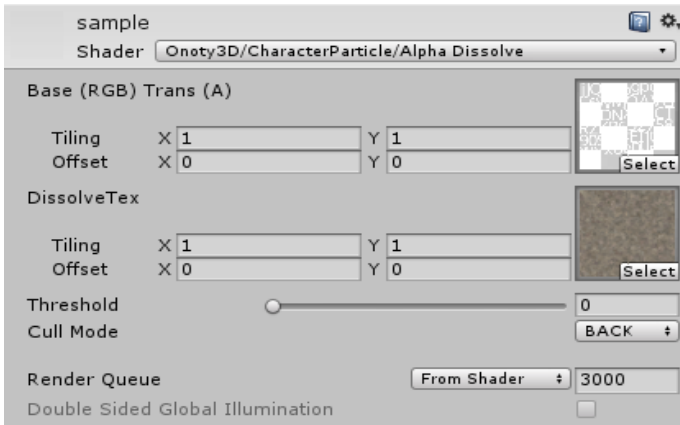 sample
Shader Onoty3D/CharacterParticle/Alpha Dissolve
Base (RGB) Trans (A)
Tiling X 1 Y 1
Offset X 0 Y 0
Select
DissolveTex
Tiling X 1 Y 1
Offset X 0 Y 0
Select
Threshold 0
Cull Mode BACK
Render Queue From Shader 3000
Double Sided Global Illumination